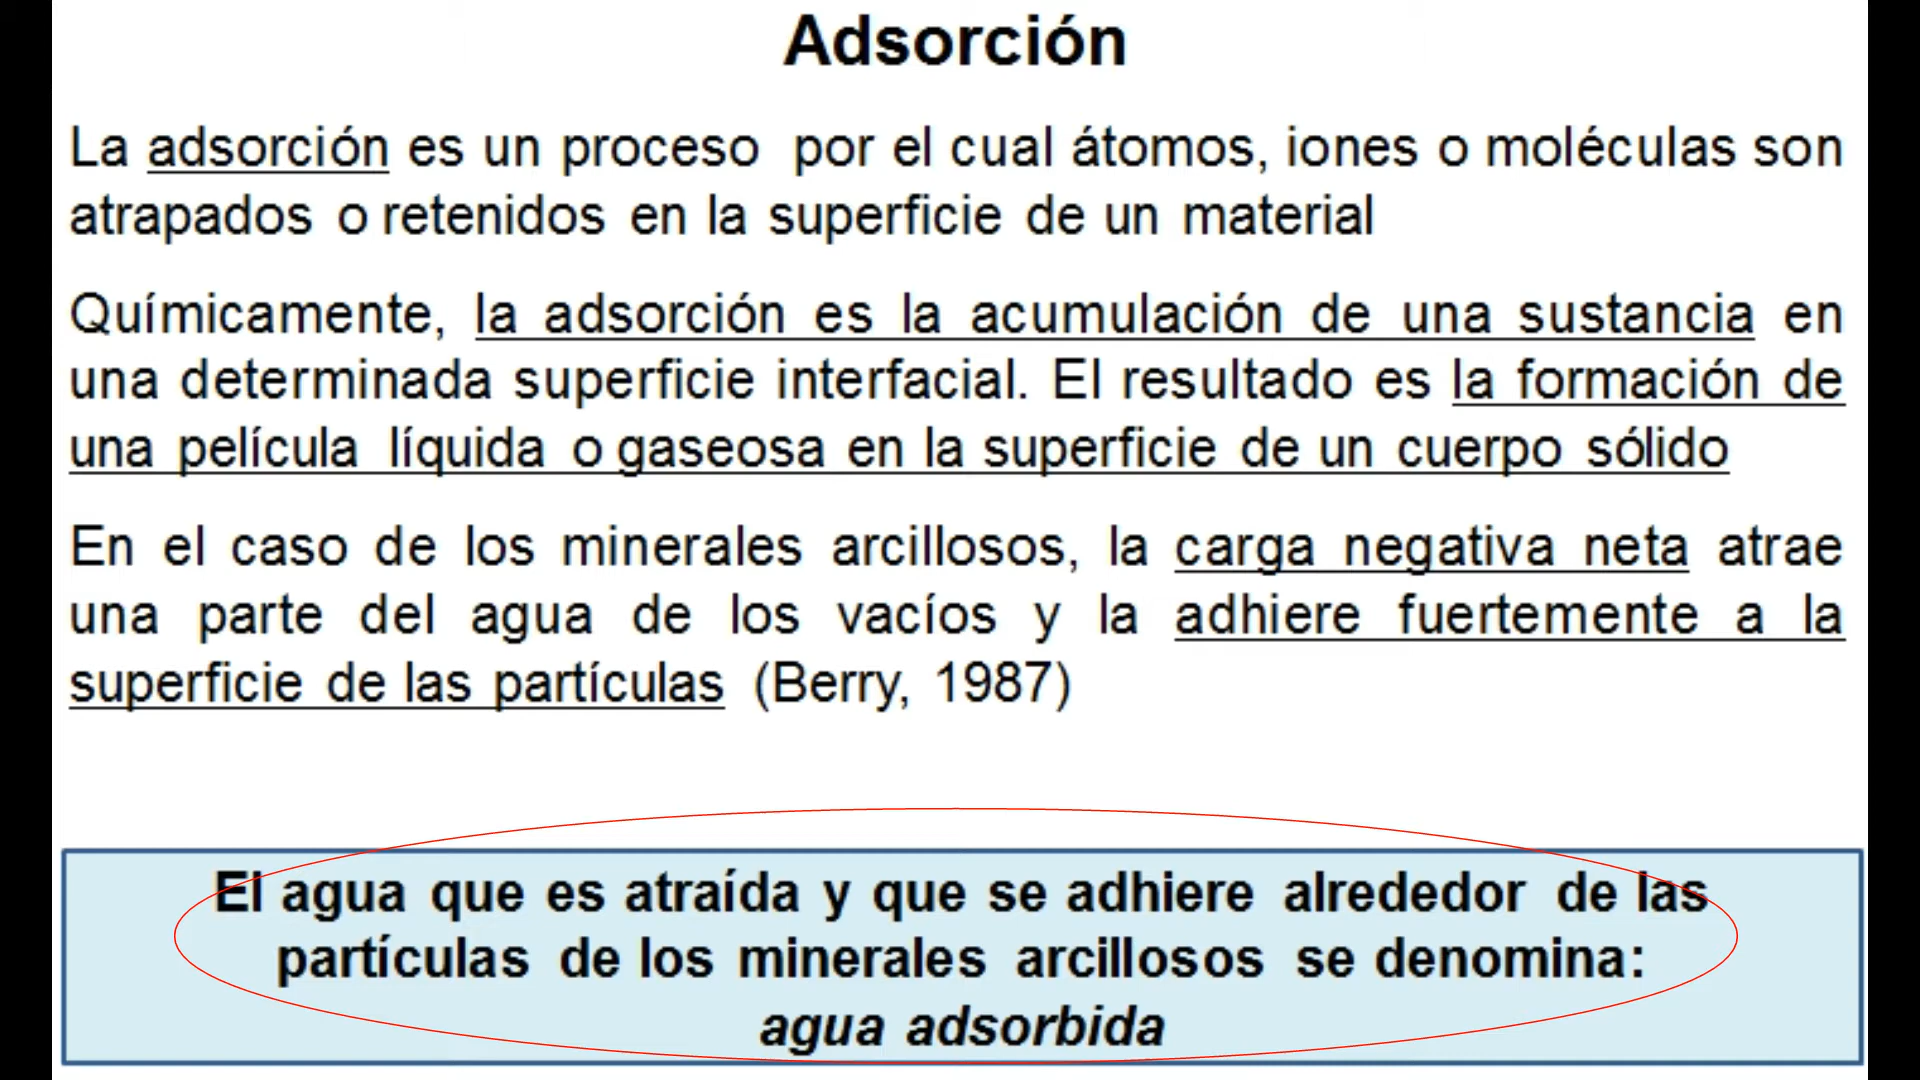 Adsorción
La adsorción es un proceso por el cual átomos, iones o moléculas son
atrapados o retenidos en la superficie de un material
Químicamente, la adsorción es la acumulación de una sustancia en
una determinada superficie interfacial. El resultado es la formación de
una película líquida o gaseosa en la superficie de un cuerpo sólido
En el caso de los minerales arcillosos, la carga negativa neta atrae
una parte del agua de los vacíos y la adhiere fuertemente a la
superficie de las partículas (Berry, 1987)
El agua que es atraída y que se adhiere alrededor de las
partículas de los minerales arcillosos se denomina:
agua adsorbida